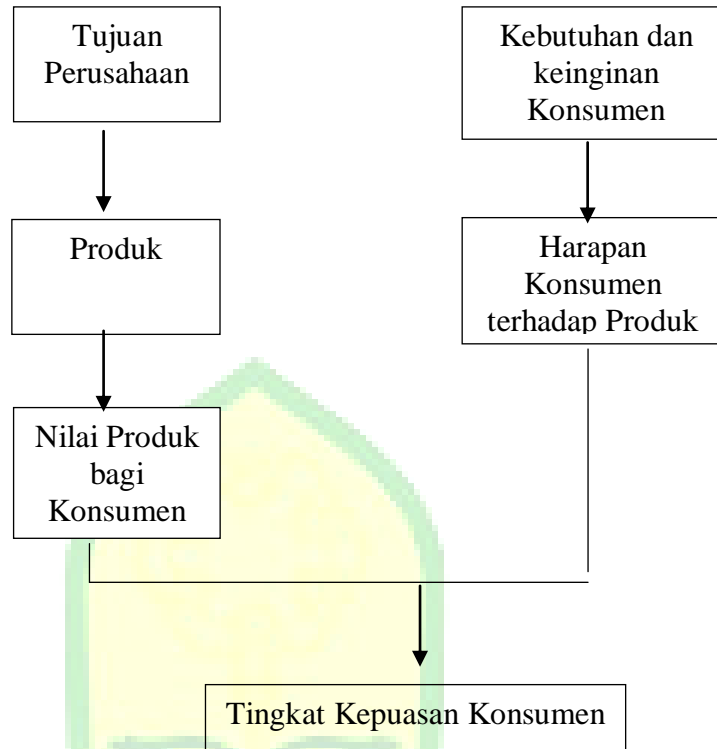 Tujuan
Perusahaan
Kebutuhan dan
keinginan
Konsumen
Produk
Harapan
Konsumen
terhadap Produk
Nilai Produk
bagi
Konsumen
Tingkat Kepuasan Konsumen